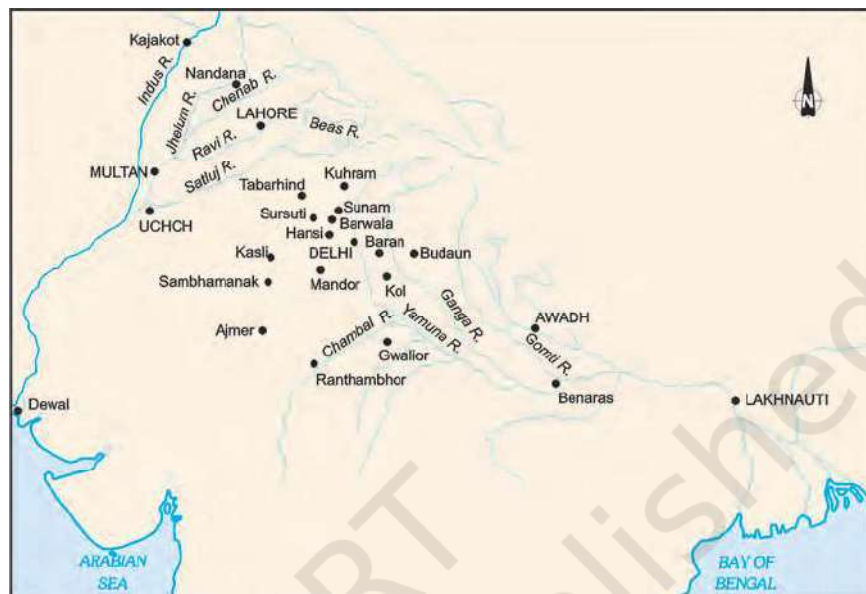 Kajakot
Indus R.
Nandana
Chenab R.
Jhelum R.
LAHORE
Beas R.
Ravi R.
MULTAN
Satluj R.
Kuhram
Tabarhind
UCHCH
Sursuti
Sunam
Barwala
Hansi
Baran
Kasli
DELHI
Budaun
Sambhamanak
Mandor
Kol
Ganga R.
Ajmer
Chambal R.
Yamuna R.
AWADH
Gwalior
Gomti R.
Ranthambhor
Benaras
Dewal
LAKHNAUTI
ARABIAN
SEA
BAY OF
BENGAL
N